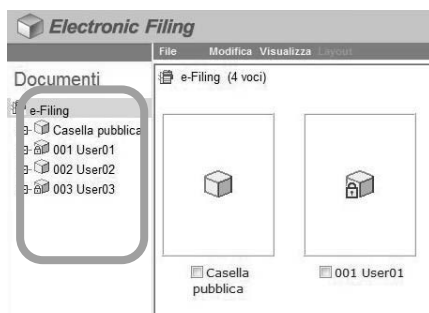 Electronic Filing
File Modifica Visualizza Layout
Documenti
e-Filing (4 voci)
e-Filing
Casella pubblica
001 User01
002 User02
003 User03
Casella
pubblica
001 User01